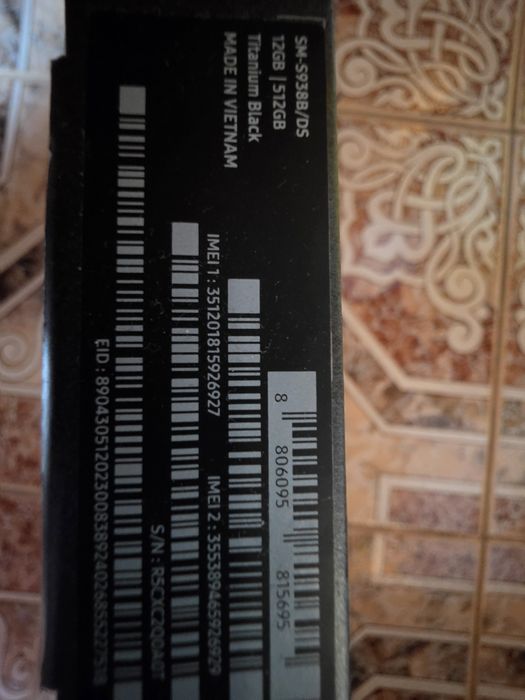 SM-S938B/DS
12GB | 512GB
Titanium Black
MADE IN VIETNAM
8 806095 815695
IMEI 1 : 351201815926927
IMEI 2 : 355389465926929
S/N :
EID :